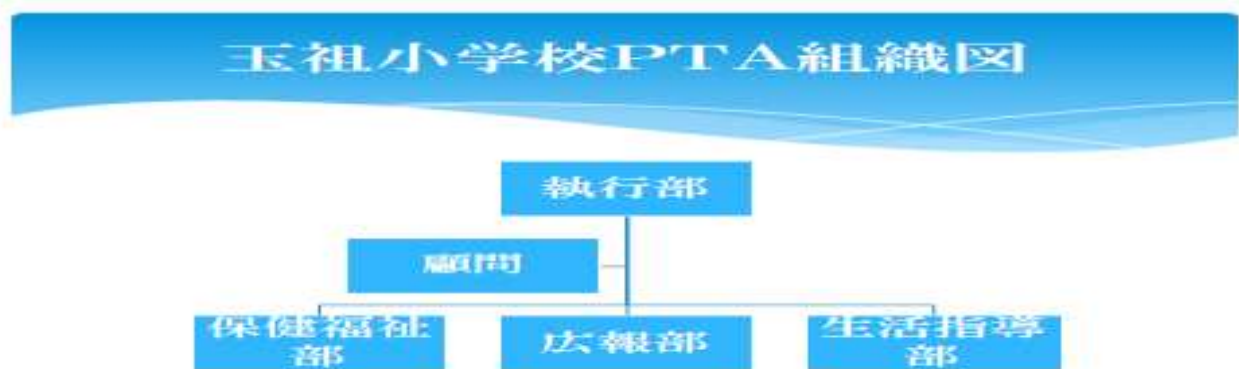 玉祖小学校PTA組織図
執行部
顧問
保健福祉
部
広報部
生活指導
部